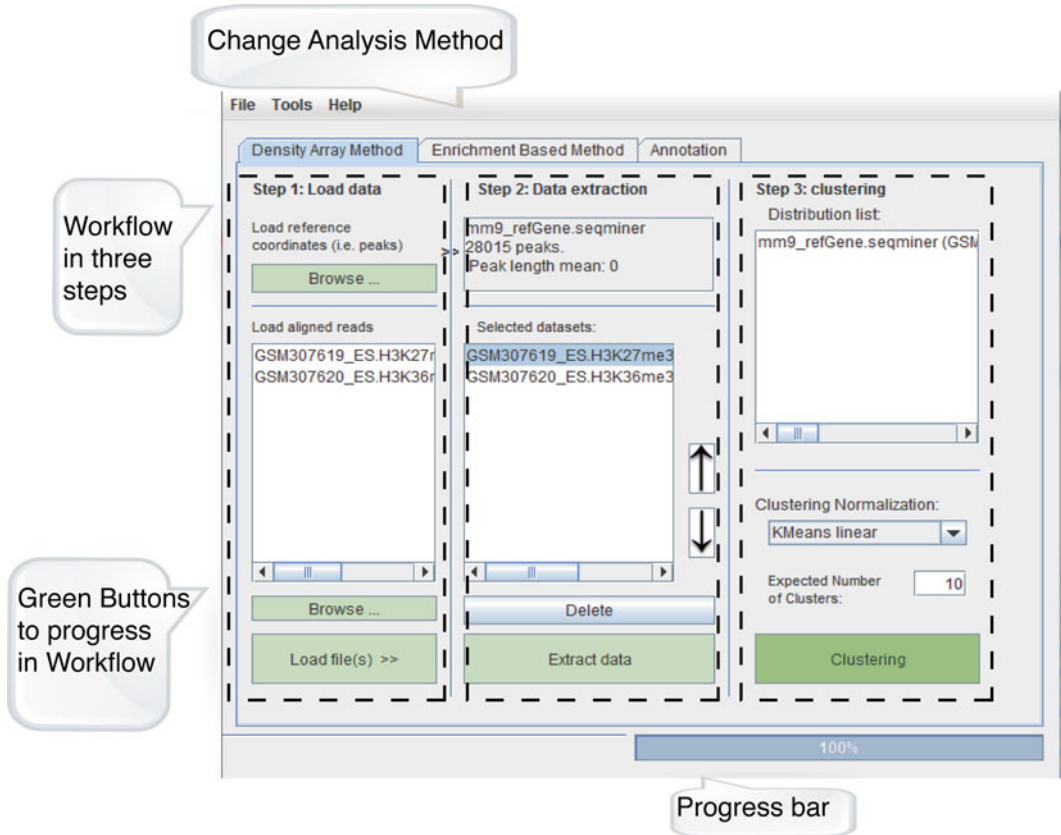 Change Analysis Method
File Tools Help
Density Array Method
Enrichment Based Method
Annotation
Workflow
in three
steps
Step 1: Load data
Load reference
coordinates (i.e. peaks)
>>
Browse ...
Load aligned reads
GSM307619_ES.H3K27r
GSM307620_ES.H3K36r
Browse ...
Load file(s) >>
Green Buttons
to progress
in Workflow
Step 2: Data extraction
mm9_refGene.seqminer
28015 peaks.
Peak length mean: 0
Selected datasets:
GSM307619_ES.H3K27me3
GSM307620_ES.H3K36me3
Delete
Extract data
Step 3: clustering
Distribution list:
mm9_refGene.seqminer (GSM
Clustering Normalization:
KMeans linear
Expected Number
of Clusters:
10
Clustering
100%
Progress bar